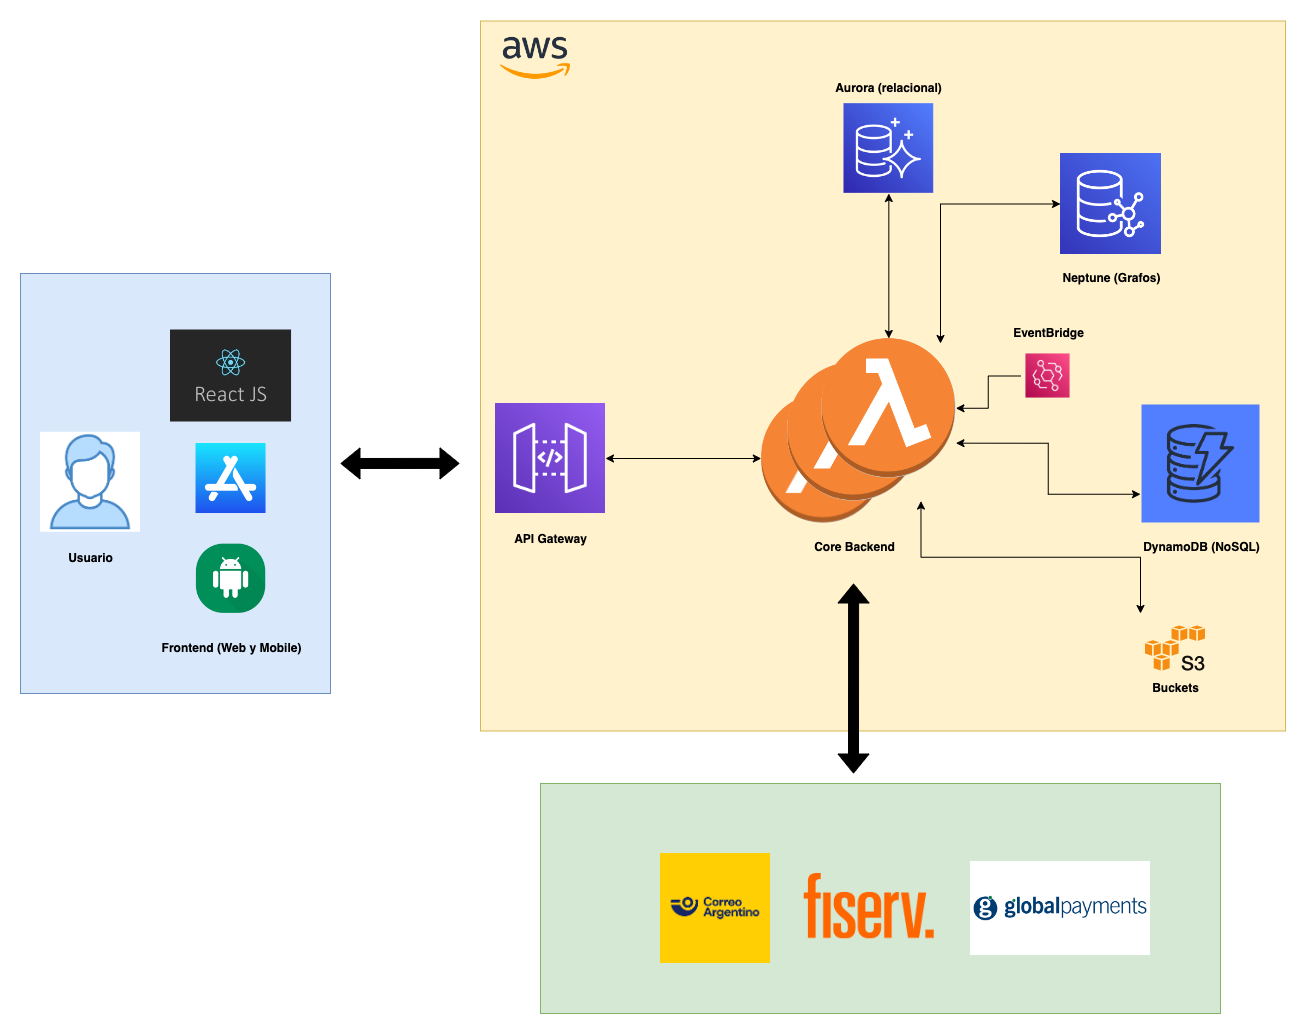 aws
Aurora (relacional)
Neptune (Grafos)
EventBridge
React JS
</>
API Gateway
Usuario
Core Backend
DynamoDB (NoSQL)
Frontend (Web y Mobile)
S3
Buckets
Correo
Argentino
fiserv.
g globalpayments